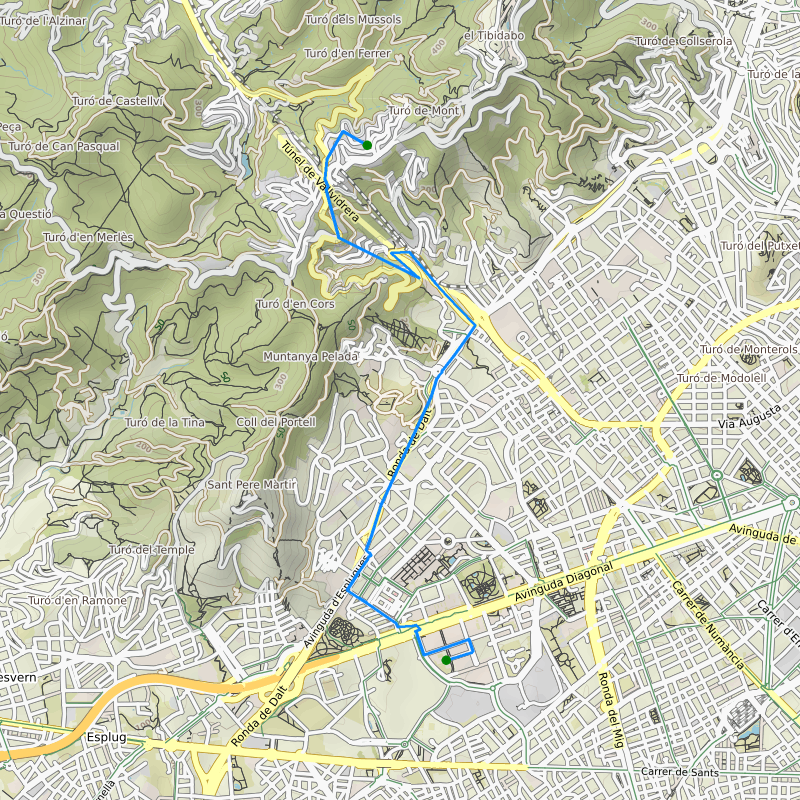 Turó de l'Alzinar
Turó dels Mussols
el Tibidabo
Turó de Collserola
Turó d'en Ferrer
400
300
Turó de la
Turó de Castellví
300
Turó de Mont
Peça
Turó de Can Pasqual
Túnel de Vallvidrera
200
a Questió
Turó d'en Merlès
Turó del Putxet
300
Turó d'en Cors
Turó de Monterols
Muntanya Pelada
Turó de Modolell
300
Turó de la Tina
Coll del Portell
Via Augusta
200
Ronda de Dalt
Sant Pere Màrtir
Avinguda de
Turó del Temple
Avinguda d'Esplugues
Avinguda Diagonal
Turó d'en Ramone
Carrer de Numància
Carrer d'E
esvern
Ronda de Dalt
Ronda del Mig
Esplug
Carrer de Sants